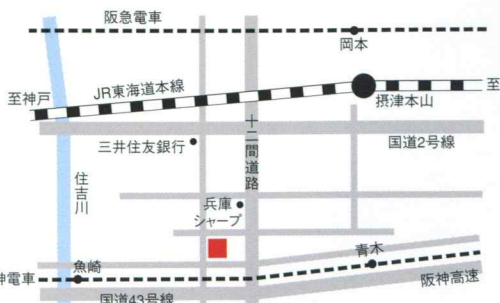 阪急電車
岡本
至神戸
JR東海道本線
摂津本山
至
十二間道路
国道2号線
三井住友銀行
住吉川
兵庫
シャープ
魚崎
青木
神電車
国道43号線
阪神高速